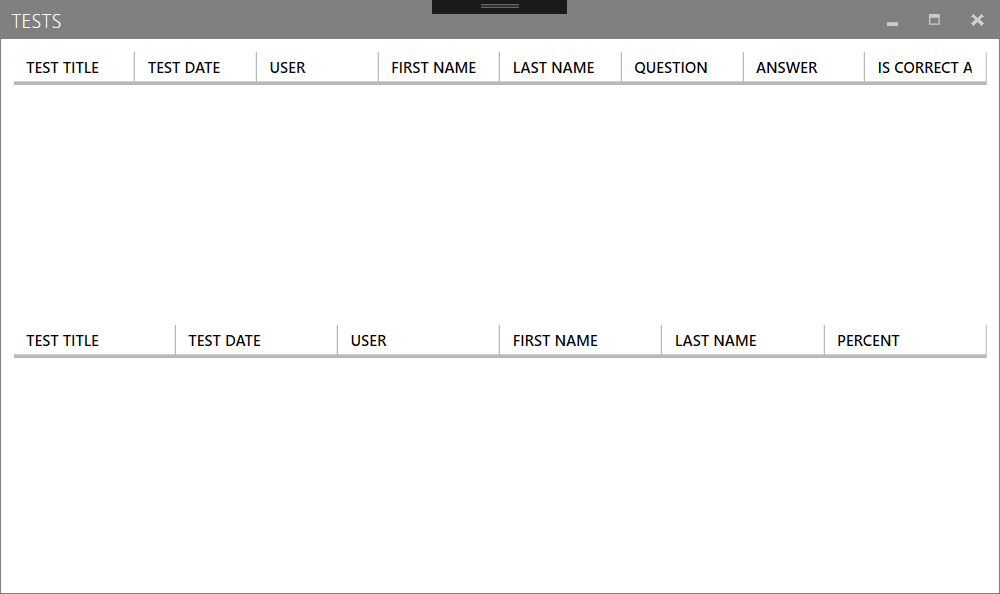 TESTS
TEST TITLE TEST DATE USER FIRST NAME LAST NAME QUESTION ANSWER IS CORRECT A
TEST TITLE TEST DATE USER FIRST NAME LAST NAME PERCENT